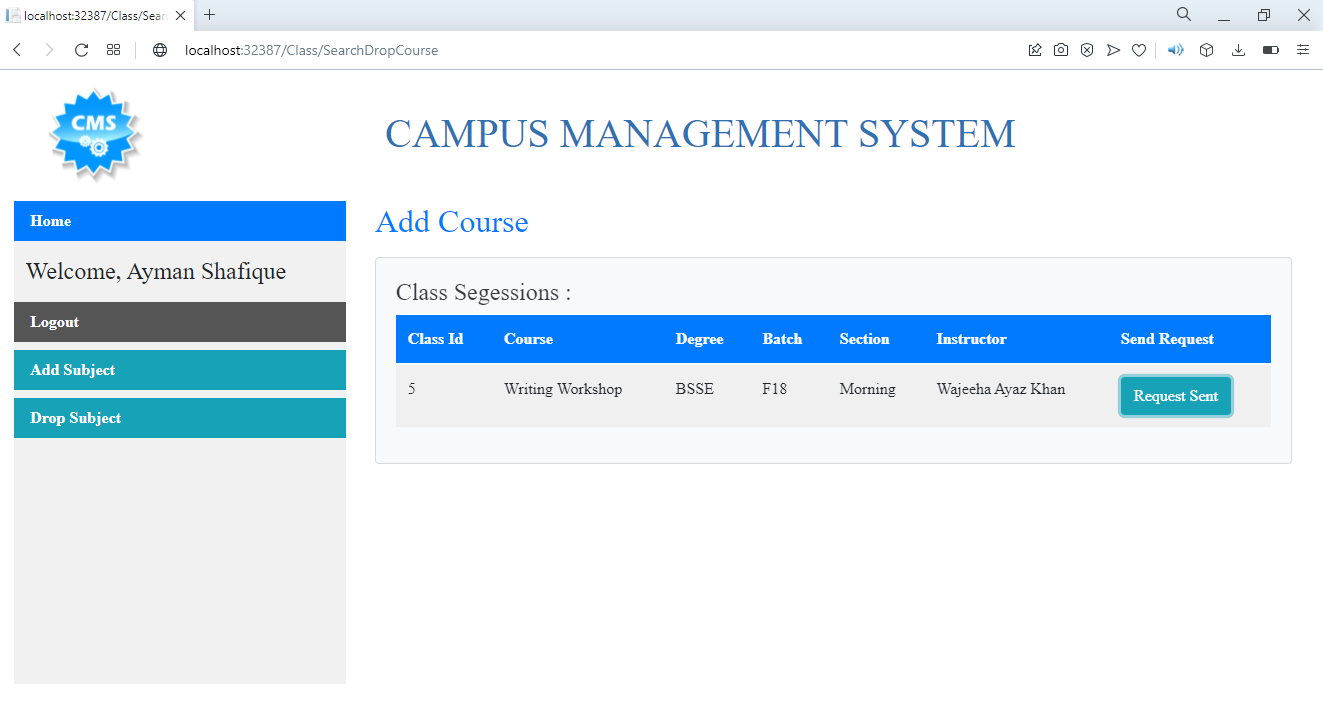 localhost:32387/Class/Sear
localhost:32387/Class/SearchDropCourse
CMS
CAMPUS MANAGEMENT SYSTEM
Home
Welcome, Ayman Shafique
Logout
Add Subject
Drop Subject
Add Course
Class Segessions :
Class Id Course Degree Batch Section Instructor Send Request
5 Writing Workshop BSSE F18 Morning Wajeeha Ayaz Khan Request Sent